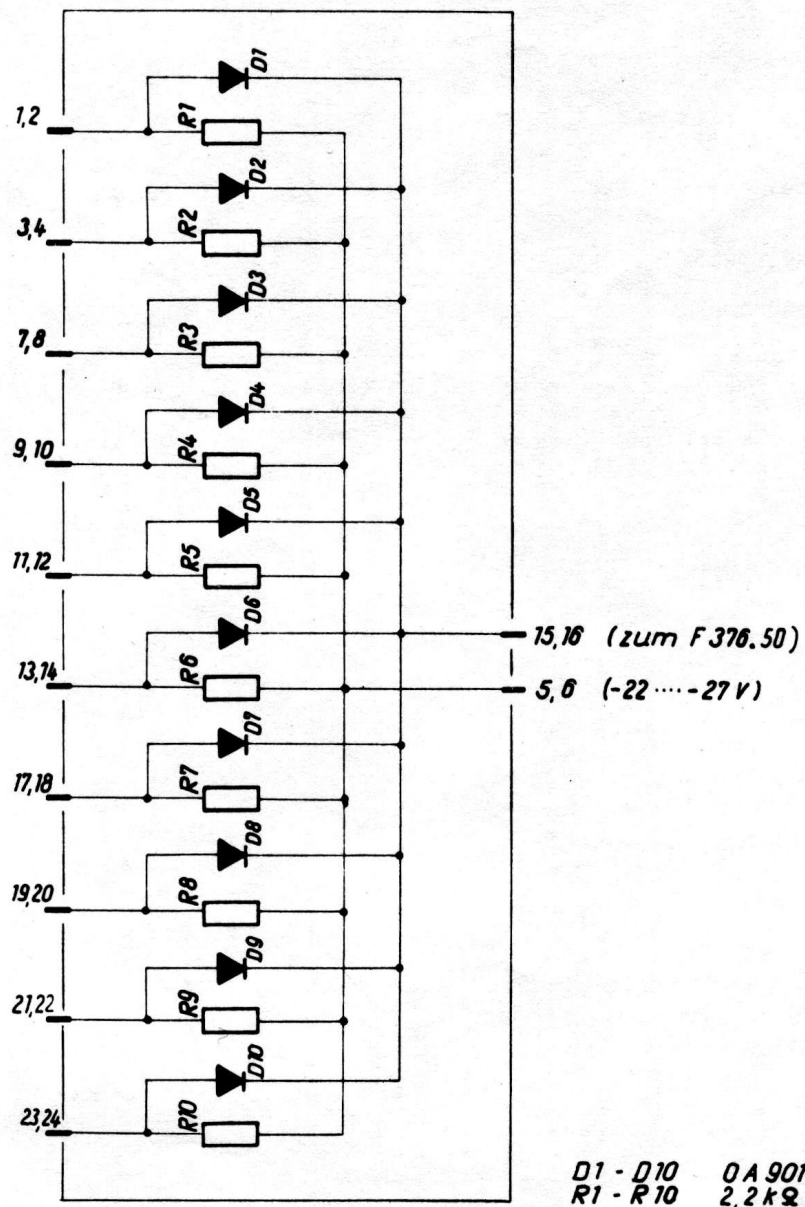 D1
1,2
R1
D2
3,4
R2
D3
7,8
R3
D4
9,10
R4
D5
11,12
R5
D6
15,16 (zum F 376.50)
13,14
R6
5,6 (-22 ···· -27 V)
D7
17,18
R7
D8
19,20
R8
D9
21,22
R9
D10
23,24
R10
D1 - D10 0A901
R1 - R10 2,2 kΩ